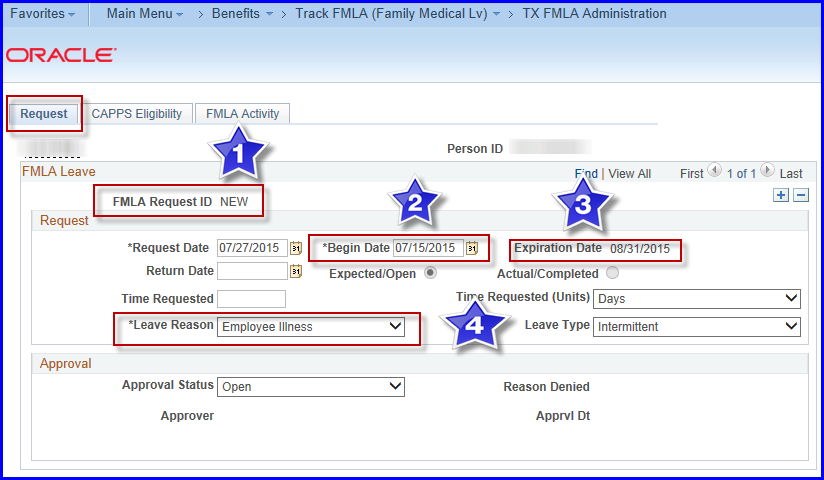 Favorites Main Menu > Benefits > Track FMLA (Family Medical Lv) > TX FMLA Administration
ORACLE
Request CAPPS Eligibility FMLA Activity
1
Person ID
FMLA Leave Find | View All First 1 of 1 Last
FMLA Request ID NEW
2
3
Request
*Request Date 07/27/2015 31 *Begin Date 07/15/2015 31 Expiration Date 08/31/2015
Return Date 31 Expected/Open Actual/Completed
Time Requested Time Requested (Units) Days
4
*Leave Reason Employee Illness Leave Type Intermittent
Approval
Approval Status Open Reason Denied
Approver Apprvl Dt